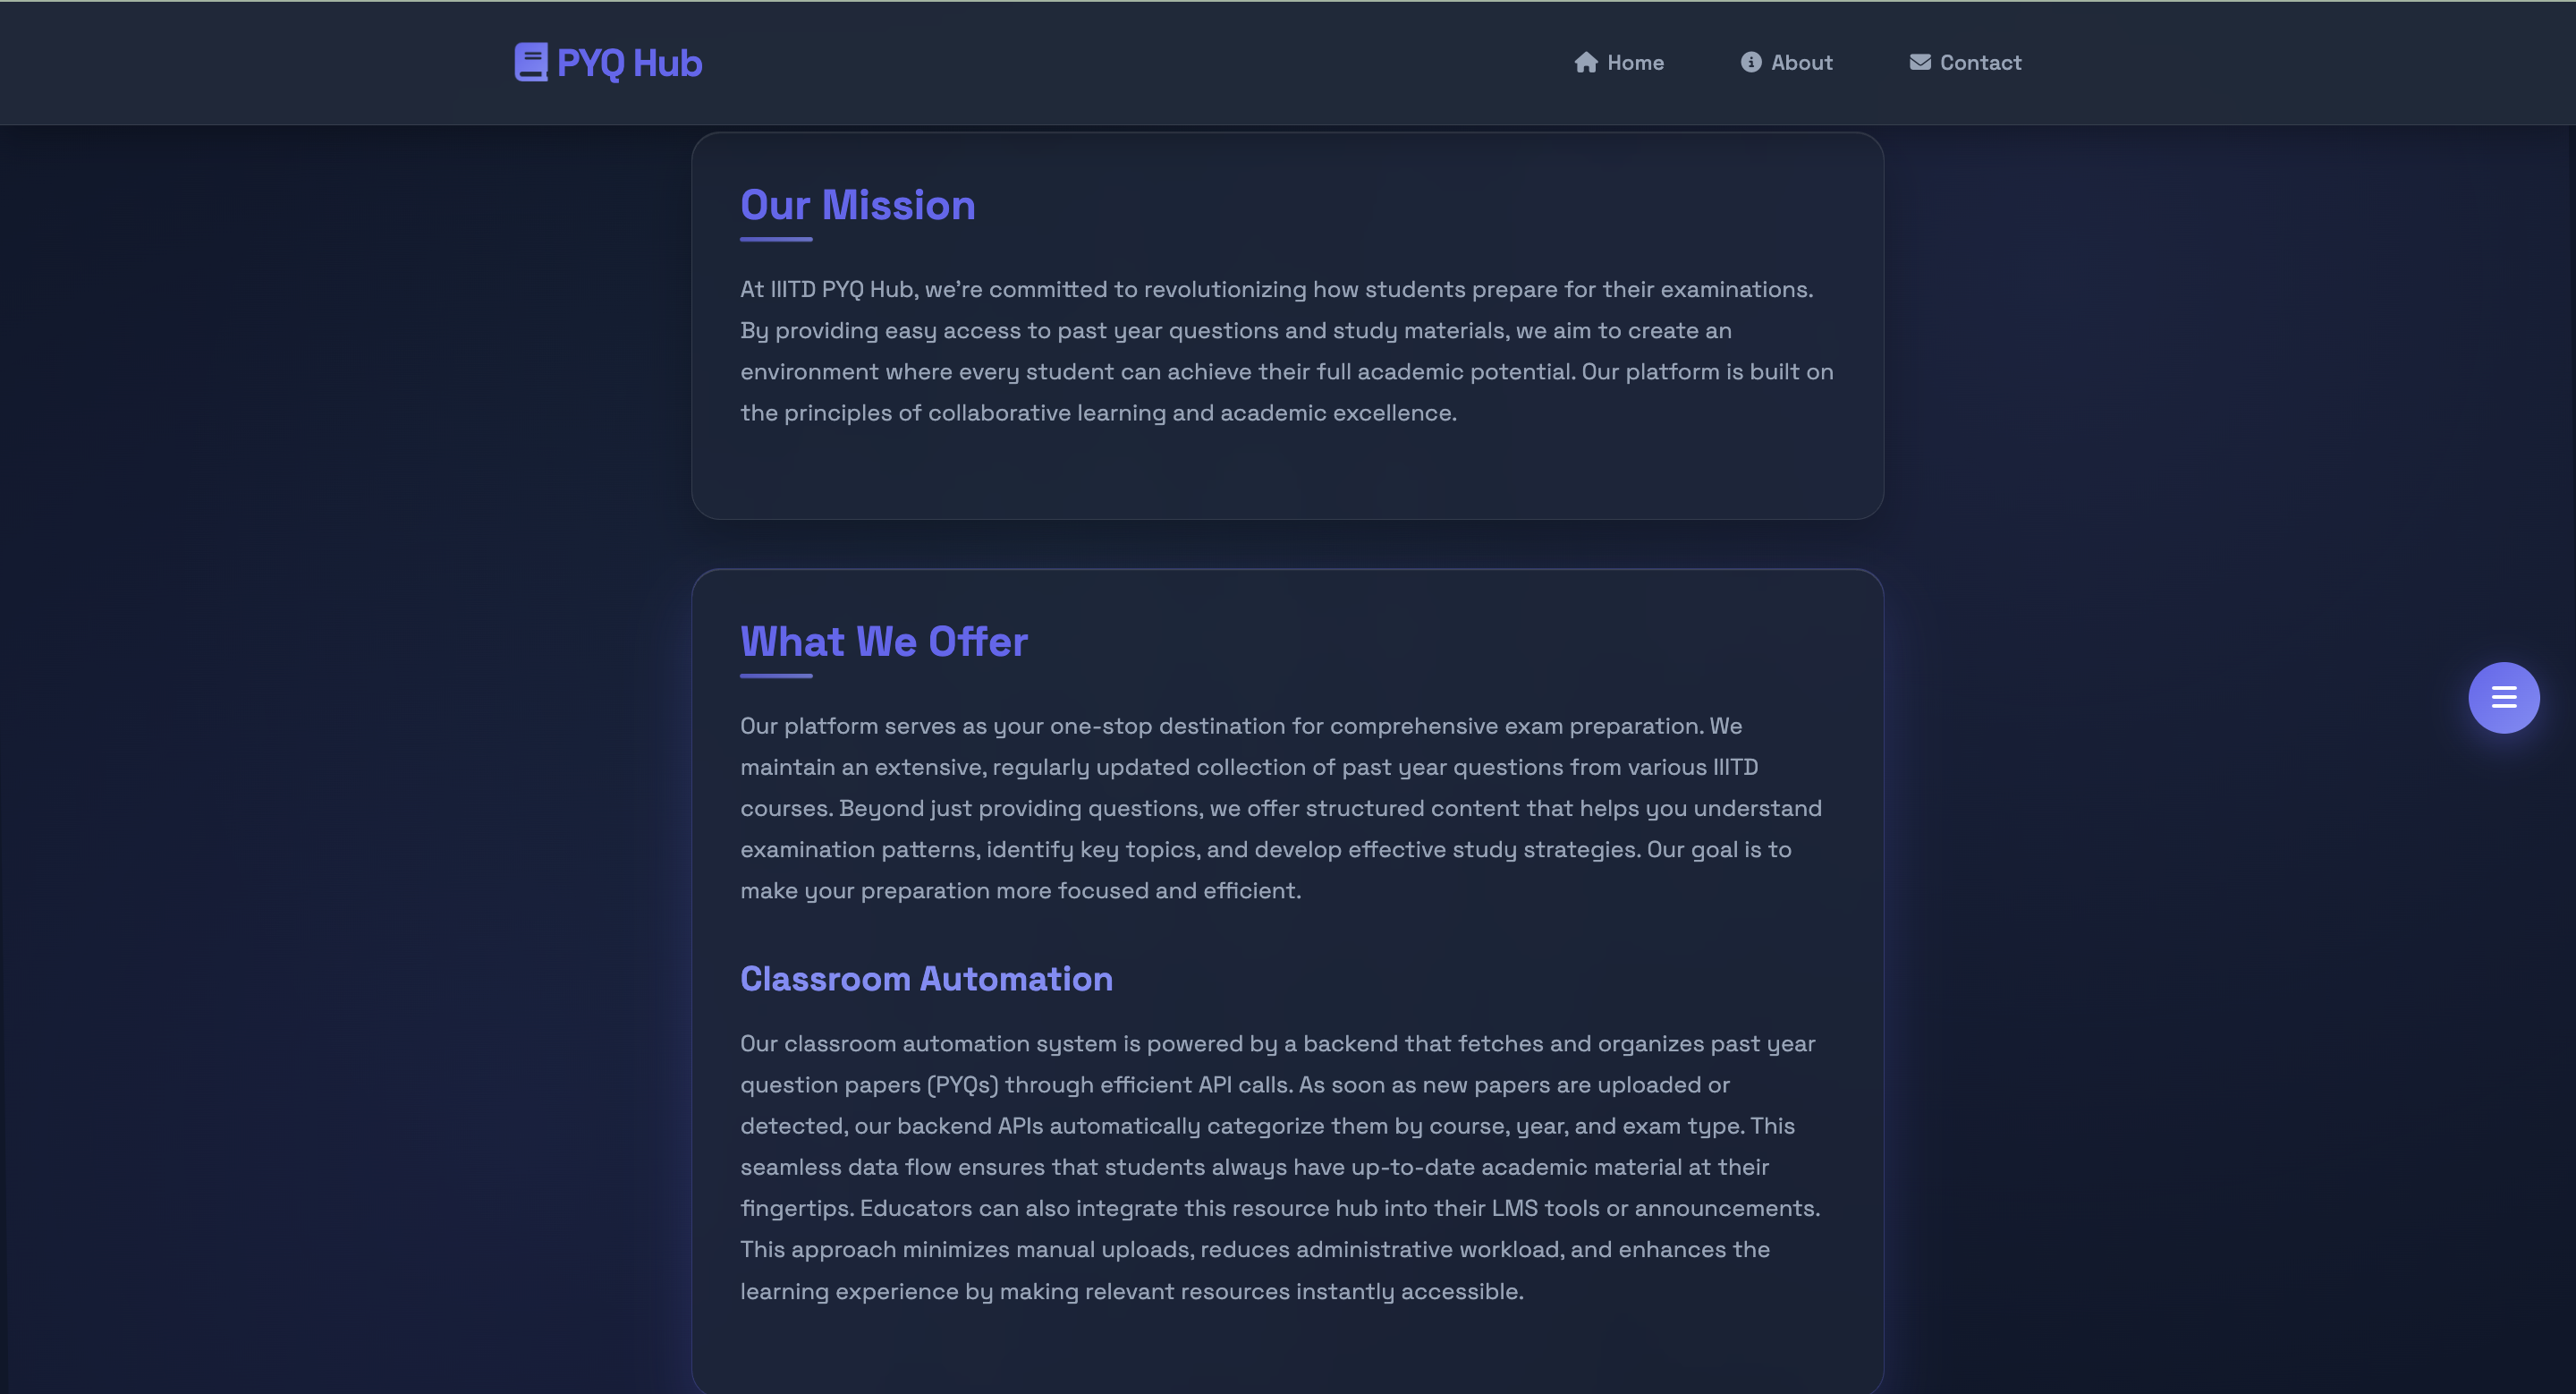 PYQ Hub
Home
About
Contact
Our Mission
At IIITD PYQ Hub, we're committed to revolutionizing how students prepare for their examinations.
By providing easy access to past year questions and study materials, we aim to create an
environment where every student can achieve their full academic potential. Our platform is built on
the principles of collaborative learning and academic excellence.
What We Offer
Our platform serves as your one-stop destination for comprehensive exam preparation. We
maintain an extensive, regularly updated collection of past year questions from various IIITD
courses. Beyond just providing questions, we offer structured content that helps you understand
examination patterns, identify key topics, and develop effective study strategies. Our goal is to
make your preparation more focused and efficient.
Classroom Automation
Our classroom automation system is powered by a backend that fetches and organizes past year
question papers (PYQs) through efficient API calls. As soon as new papers are uploaded or
detected, our backend APIs automatically categorize them by course, year, and exam type. This
seamless data flow ensures that students always have up-to-date academic material at their
fingertips. Educators can also integrate this resource hub into their LMS tools or announcements.
This approach minimizes manual uploads, reduces administrative workload, and enhances the
learning experience by making relevant resources instantly accessible.